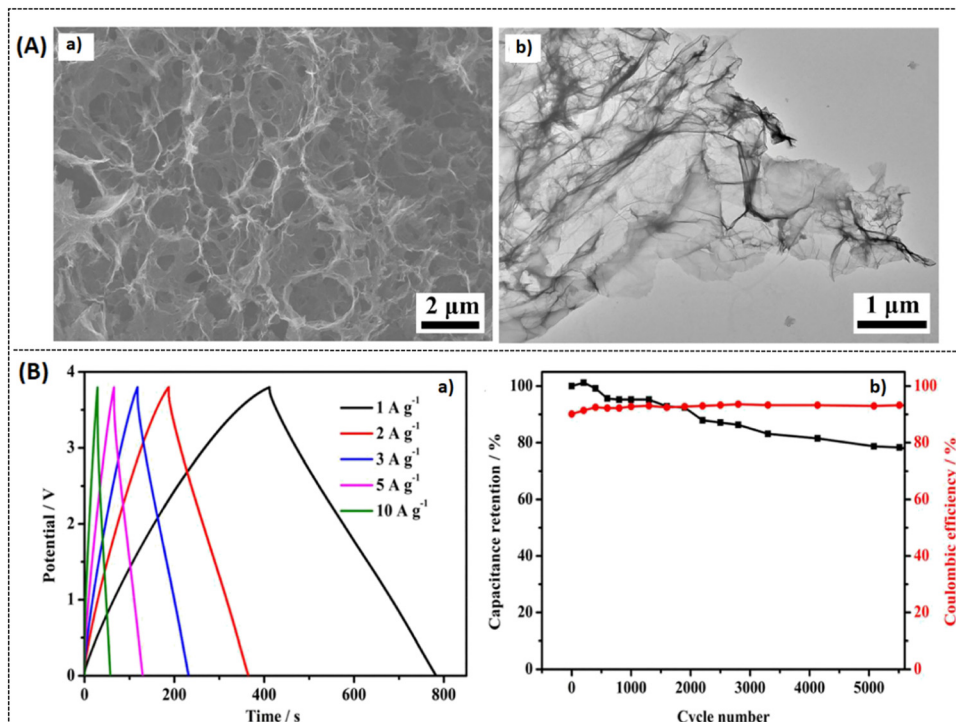 (A)
a)
2 μm
b)
1 μm
(B)
a)
4
3
2
1
0
Potential / V
1 A g⁻¹
2 A g⁻¹
3 A g⁻¹
5 A g⁻¹
10 A g⁻¹
0 200 400 600 800
Time / s
b)
100
80
60
40
20
0
Capacitance retention / %
100
80
60
40
20
0
Coulombic efficiency / %
0 1000 2000 3000 4000 5000
Cycle number